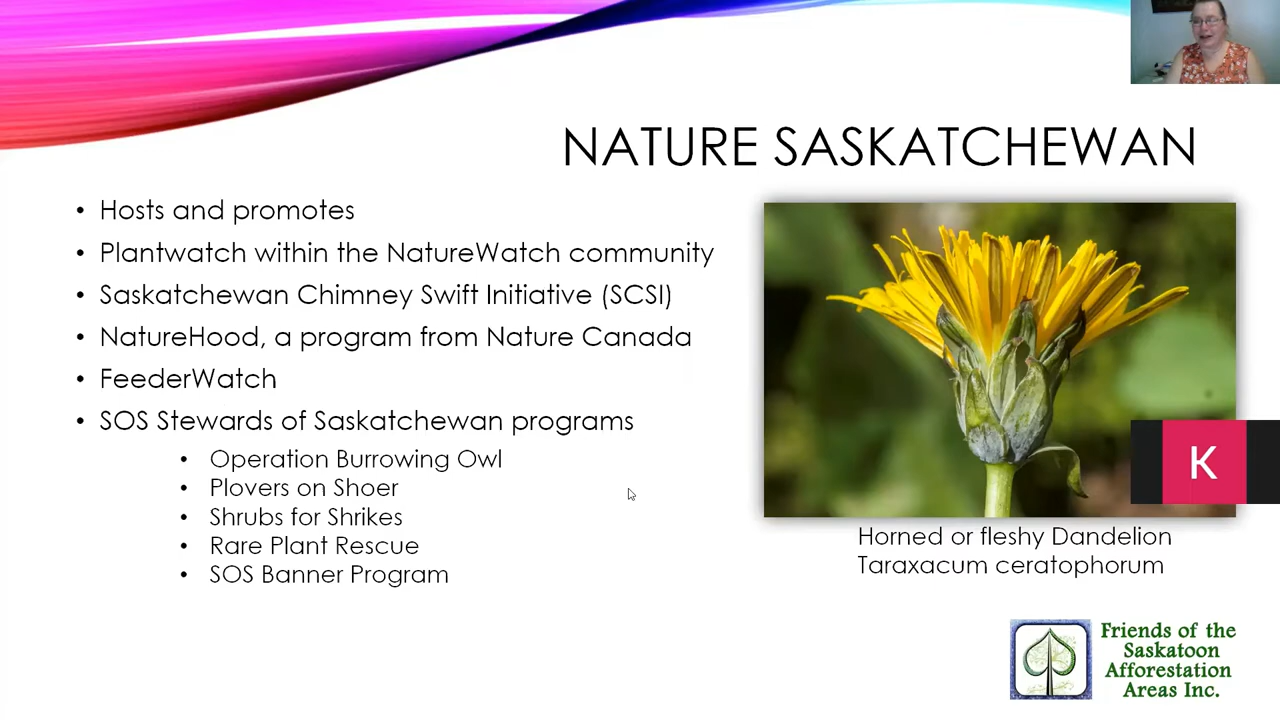 NATURE SASKATCHEWAN
• Hosts and promotes
• Plantwatch within the NatureWatch community
• Saskatchewan Chimney Swift Initiative (SCSI)
• NatureHood, a program from Nature Canada
• FeederWatch
• SOS Stewards of Saskatchewan programs
• Operation Burrowing Owl
• Plovers on Shoer
• Shrubs for Shrikes
• Rare Plant Rescue
• SOS Banner Program
K
Horned or fleshy Dandelion
Taraxacum ceratophorum
Friends of the
Saskatoon
Afforestation
Areas Inc.